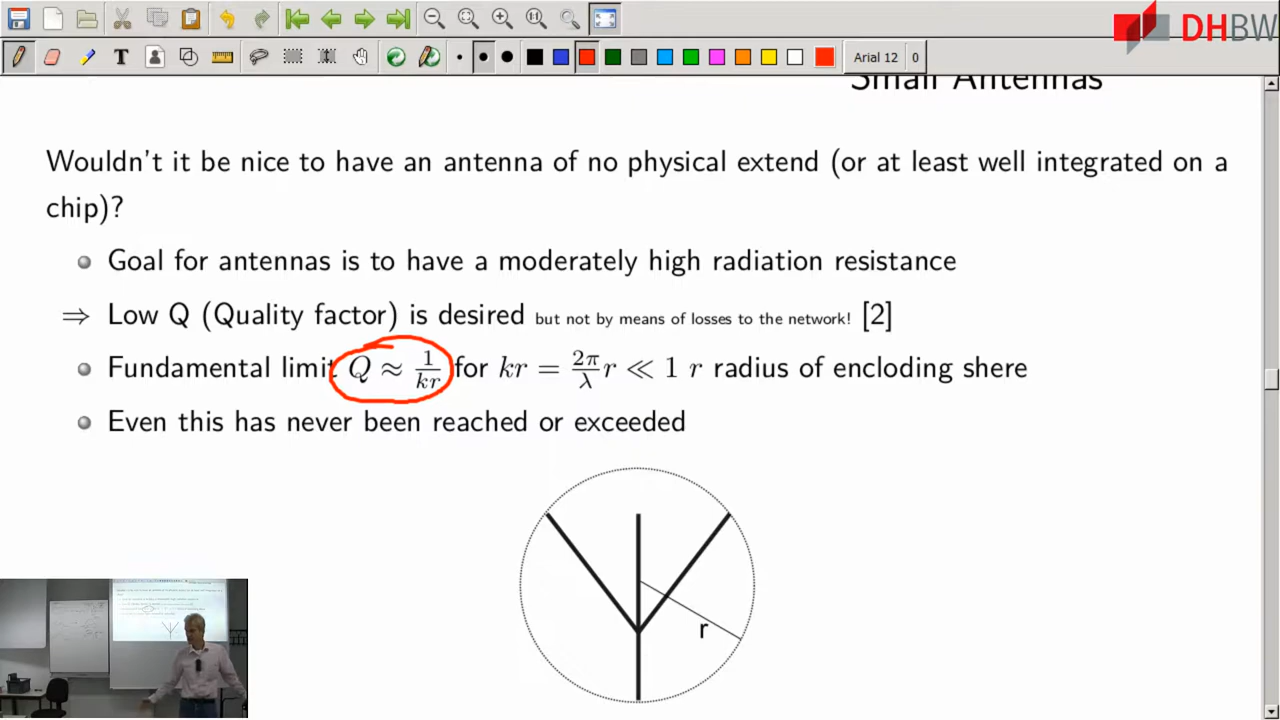 DHBW
T
Arial 12
0
Small Antennas
Wouldn't it be nice to have an antenna of no physical extend (or at least well integrated on a
chip)?
Goal for antennas is to have a moderately high radiation resistance
⇒ Low Q (Quality factor) is desired but not by means of losses to the network! [2]
Fundamental limit Q ≈ 1/kr for kr = 2π/λ r ≪ 1 r radius of encloding shere
Even this has never been reached or exceeded
r